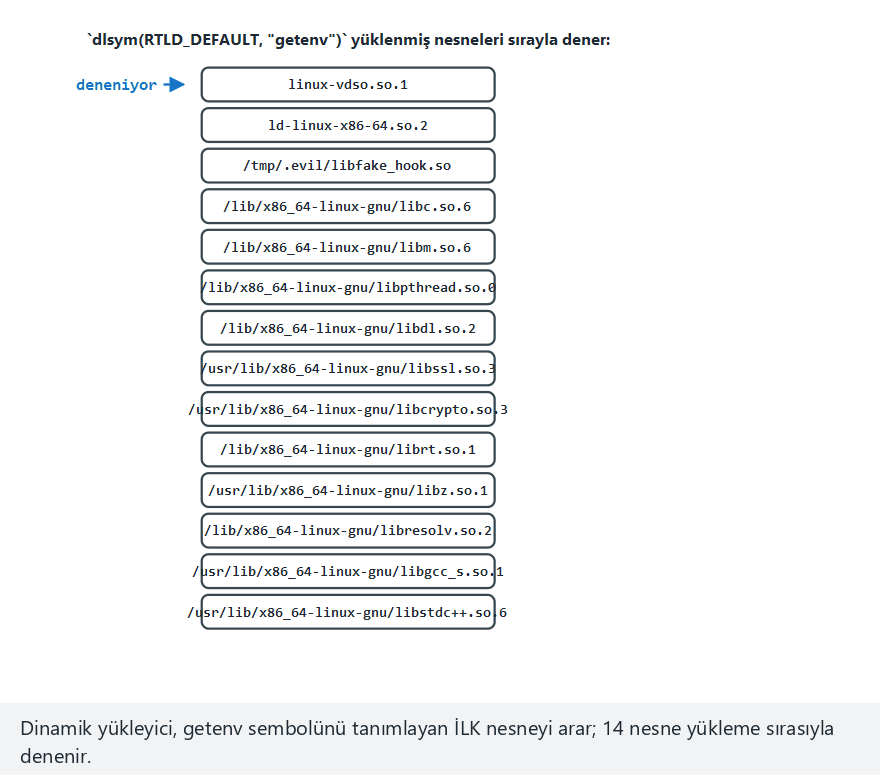 `dlsym(RTLD_DEFAULT, "getenv")` yüklenmiş nesneleri sırayla dener:
deneniyor
linux-vdso.so.1
ld-linux-x86-64.so.2
/tmp/.evil/libfake_hook.so
/lib/x86_64-linux-gnu/libc.so.6
/lib/x86_64-linux-gnu/libm.so.6
/lib/x86_64-linux-gnu/libpthread.so.0
/lib/x86_64-linux-gnu/libdl.so.2
/usr/lib/x86_64-linux-gnu/libssl.so.3
/usr/lib/x86_64-linux-gnu/libcrypto.so.3
/lib/x86_64-linux-gnu/librt.so.1
/usr/lib/x86_64-linux-gnu/libz.so.1
/lib/x86_64-linux-gnu/libresolv.so.2
/usr/lib/x86_64-linux-gnu/libgcc_s.so.1
/usr/lib/x86_64-linux-gnu/libstdc++.so.6
Dinamik yükleyici, getenv sembolünü tanımlayan İLK nesneyi arar; 14 nesne yükleme sırasıyla
denenir.